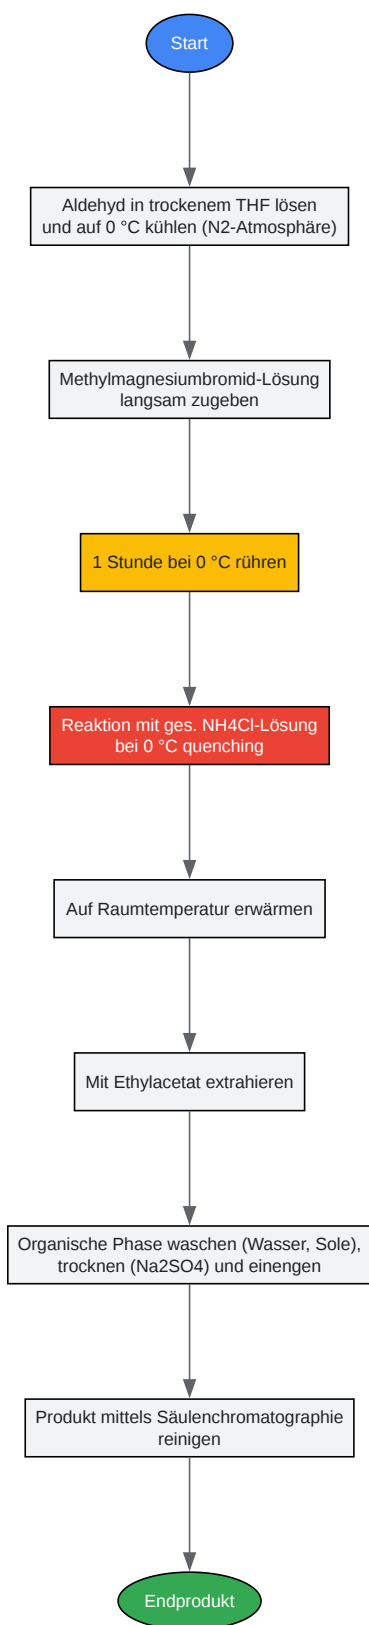 Start
Aldehyd in trockenem THF lösen
und auf 0 °C kühlen (N2-Atmosphäre)
Methylmagnesiumbromid-Lösung
langsam zugeben
1 Stunde bei 0 °C rühren
Reaktion mit ges. NH4Cl-Lösung
bei 0 °C quenching
Auf Raumtemperatur erwärmen
Mit Ethylacetat extrahieren
Organische Phase waschen (Wasser, Sole),
trocknen (Na2SO4) und einengen
Produkt mittels Säulenchromatographie
reinigen
Endprodukt